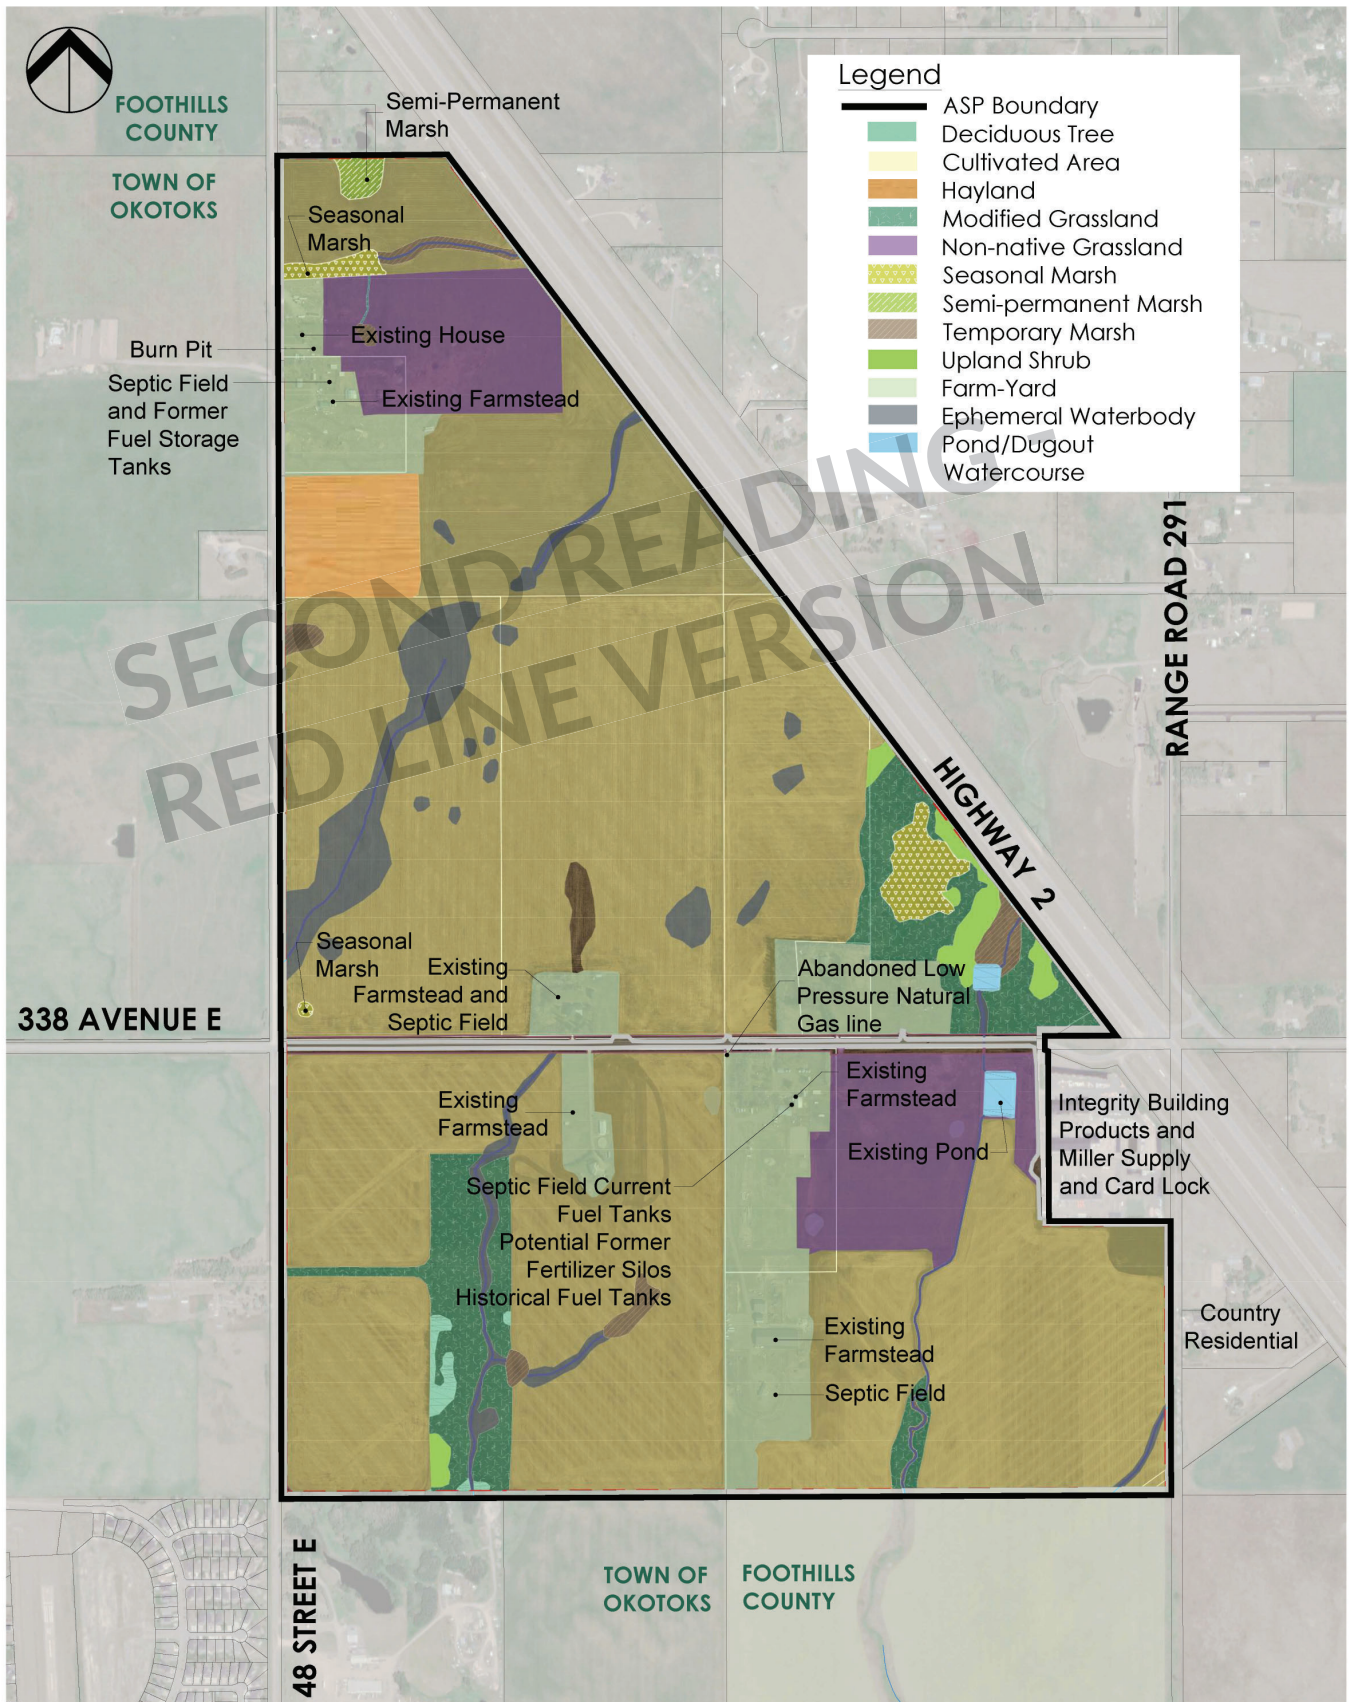 FOOTHILLS
COUNTY
TOWN OF
OKOTOKS
Semi-Permanent
Marsh
Legend
ASP Boundary
Deciduous Tree
Cultivated Area
Hayland
Modified Grassland
Non-native Grassland
Seasonal Marsh
Semi-permanent Marsh
Temporary Marsh
Upland Shrub
Farm-Yard
Ephemeral Waterbody
Pond/Dugout
Watercourse
Seasonal
Marsh
Existing House
Burn Pit
Septic Field
and Former
Fuel Storage
Tanks
Existing Farmstead
SECOND READING -
RED LINE VERSION
RANGE ROAD 291
HIGHWAY 2
Seasonal
Marsh
Existing
Farmstead and
Septic Field
Abandoned Low
Pressure Natural
Gas line
338 AVENUE E
Existing
Farmstead
Existing
Farmstead
Existing Pond
Integrity Building
Products and
Miller Supply
and Card Lock
Septic Field Current
Fuel Tanks
Potential Former
Fertilizer Silos
Historical Fuel Tanks
Existing
Farmstead
Septic Field
Country
Residential
48 STREET E
TOWN OF
OKOTOKS
FOOTHILLS
COUNTY